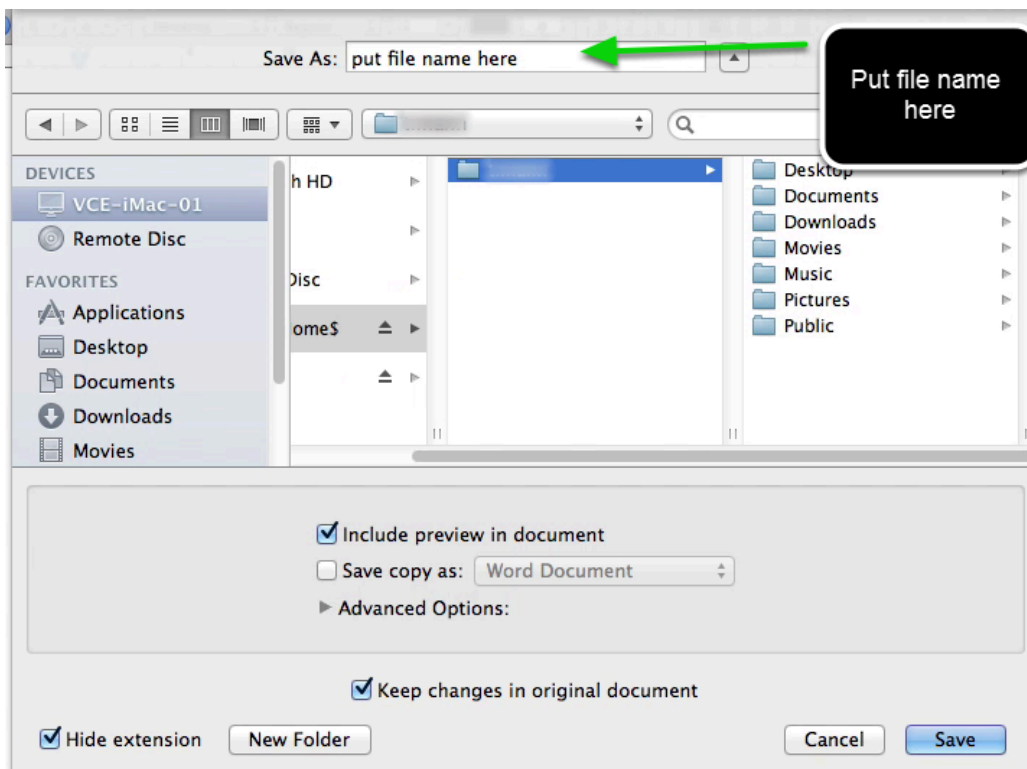 Save As: put file name here
Put file name
here
DEVICES
VCE-iMac-01
Remote Disc
FAVORITES
Applications
Desktop
Documents
Downloads
Movies
h HD
Disc
ome$
Desktop
Documents
Downloads
Movies
Music
Pictures
Public
Include preview in document
Save copy as: Word Document
Advanced Options:
Keep changes in original document
Hide extension New Folder Cancel Save